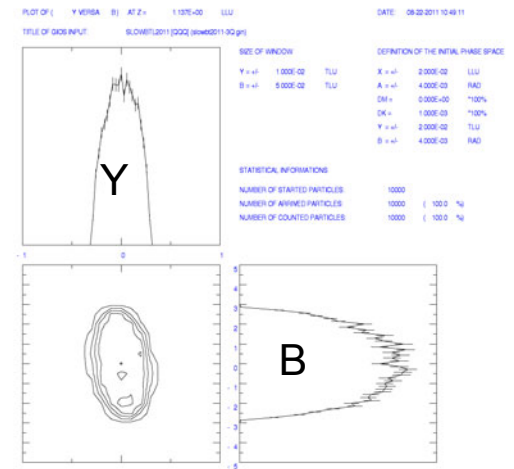 PLOT OF ( Y VERSA B) AT Z= 1.137E+00 LLU DATE: 08-22-2011 10:49:11
TITLE OF GIOS INPUT: SLOWBTL2011 [QQQ] (slowbtl2011-3Q.gin)
SIZE OF WINDOW: DEFINITION OF THE INITIAL PHASE SPACE
Y = +/- 1.000E-02 TLU X = +/- 2.000E-02 LLU
B = +/- 5.000E-02 TLU A = +/- 4.000E-03 RAD
DM = 0.000E+00 *100%
DK = 1.000E-03 *100%
Y = +/- 2.000E-02 TLU
B = +/- 4.000E-03 RAD
Y
STATISTICAL INFORMATIONS:
NUMBER OF STARTED PARTICLES: 10000
NUMBER OF ARRIVED PARTICLES: 10000 ( 100.0 %)
NUMBER OF COUNTED PARTICLES: 10000 ( 100.0 %)
- 1 0 1
5
4
3
2
1
0
- 1
- 2
- 3
- 4
- 5
B